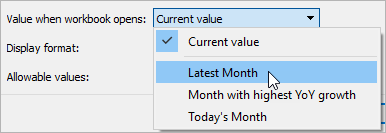 Value when workbook opens: Current value
Current value
Display format:
Latest Month
Allowable values:
Month with highest YoY growth
Today's Month